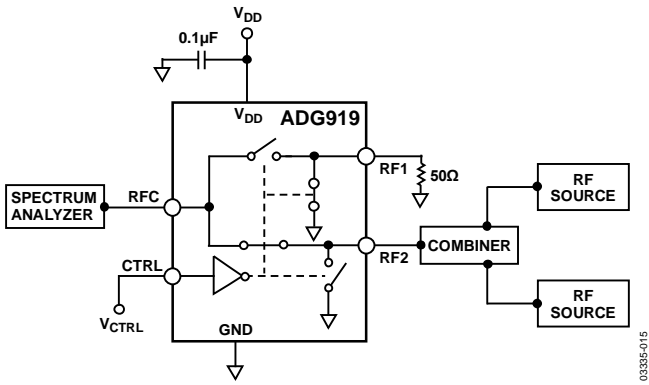 VDD
0.1µF
VDD
ADG919
RF1
50Ω
RF
SOURCE
SPECTRUM
ANALYZER
RFC
COMBINER
RF2
CTRL
VCTRL
GND
RF
SOURCE
03335-015